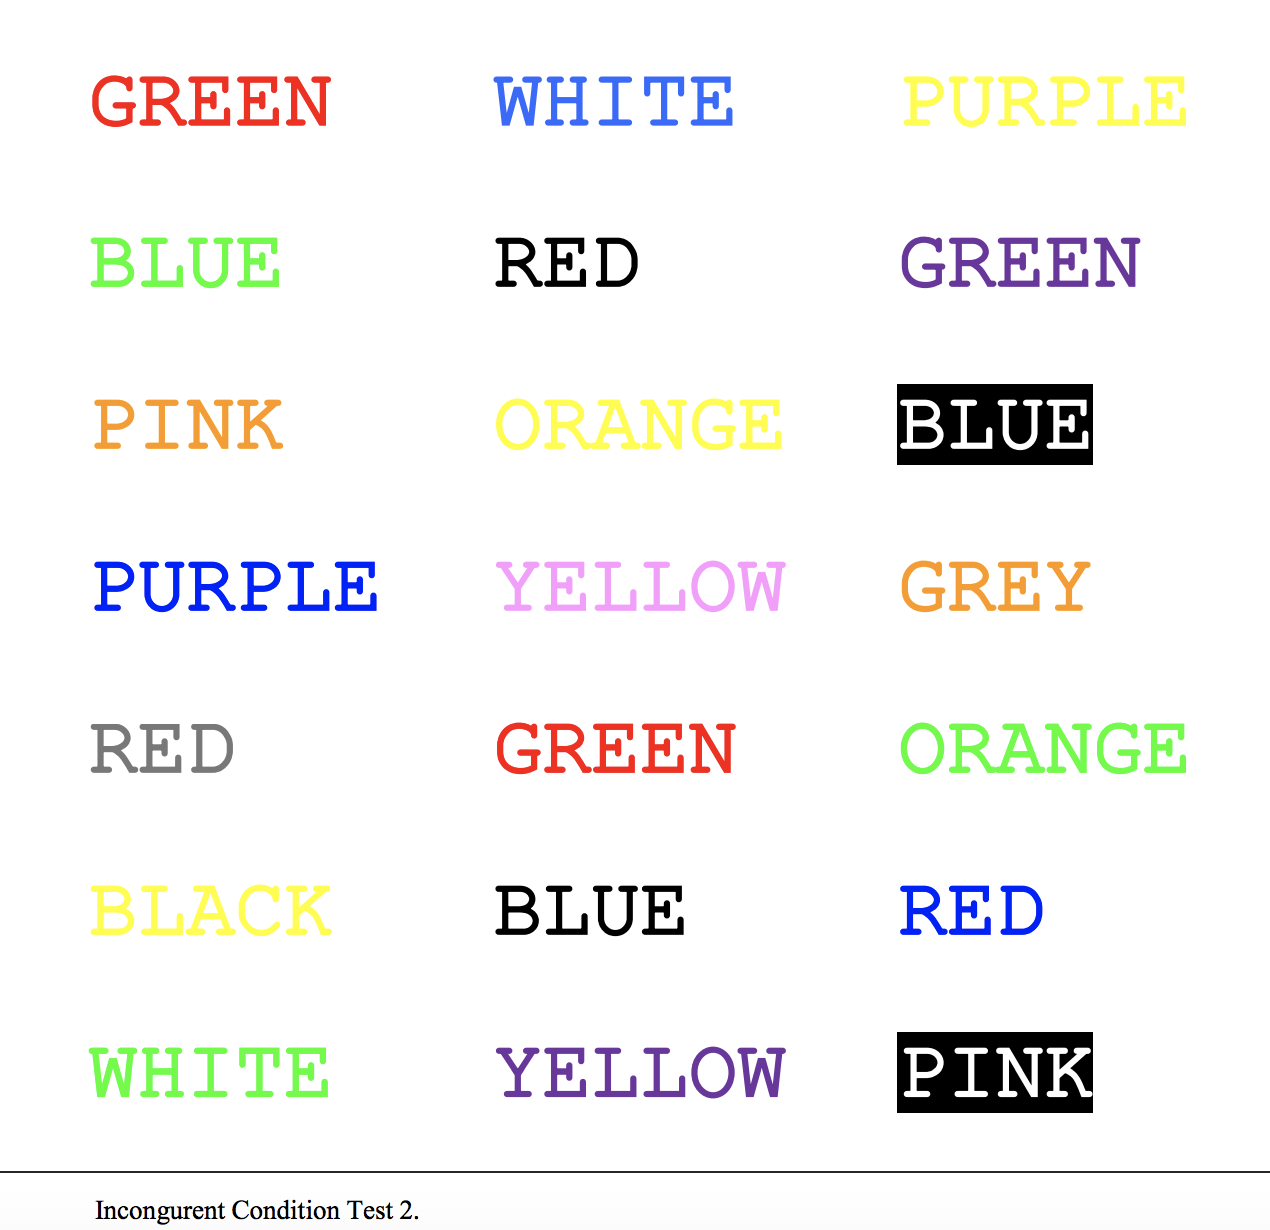 GREEN WHITE PURPLE
BLUE RED GREEN
PINK ORANGE BLUE
PURPLE YELLOW GREY
RED GREEN ORANGE
BLACK BLUE RED
WHITE YELLOW PINK
Incongurent Condition Test 2.